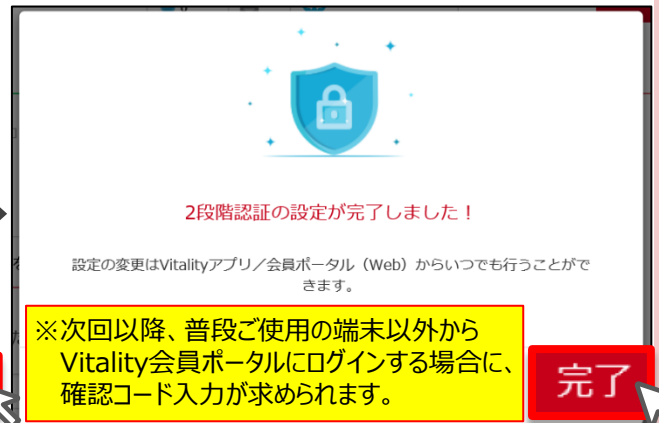 2段階認証の設定が完了しました！
設定の変更はVitalityアプリ／会員ポータル（Web）からいつでも行うことがで
きます。
※次回以降、普段ご使用の端末以外から
Vitality会員ポータルにログインする場合に、
確認コード入力が求められます。
完了